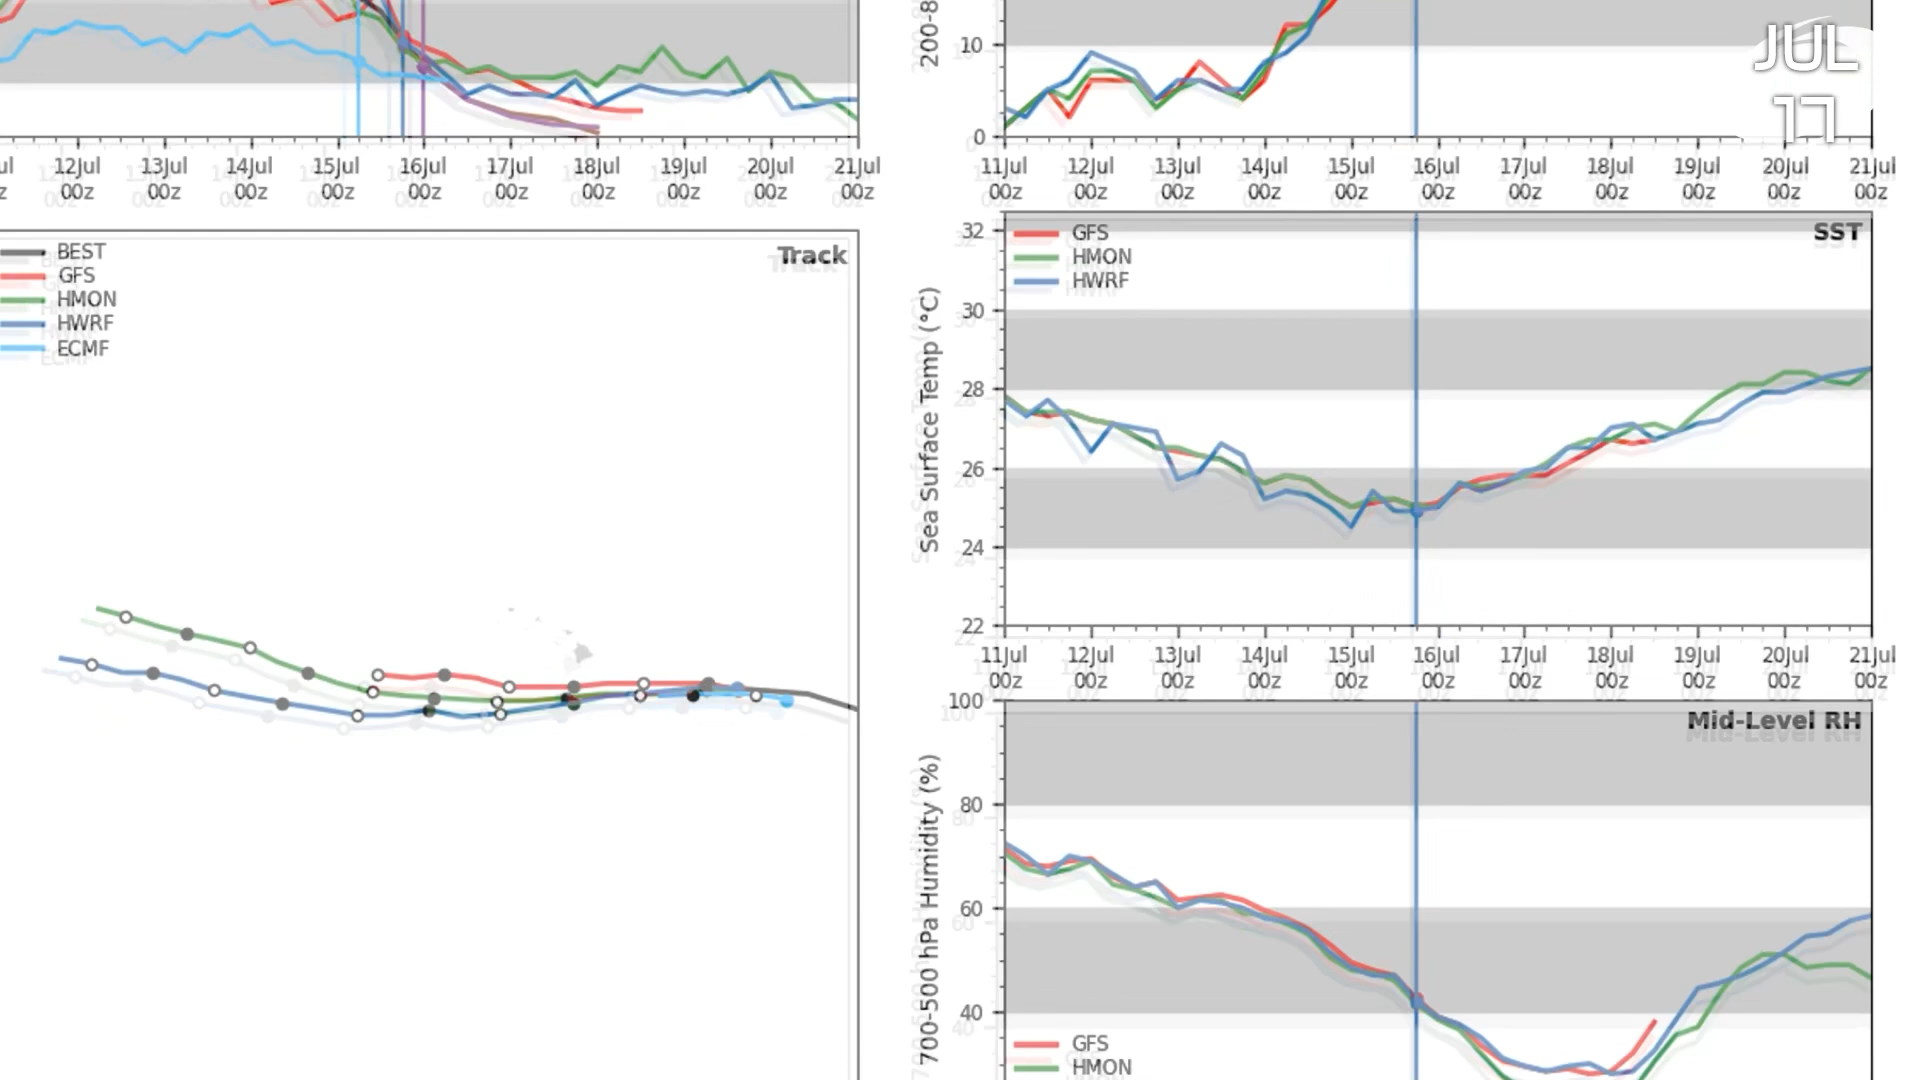 200-8
10
0
JUL
17
12Jul 13Jul 14Jul 15Jul 16Jul 17Jul 18Jul 19Jul 20Jul 21Jul
00z 00z 00z 00z 00z 00z 00z 00z 00z 00z
11Jul 12Jul 13Jul 14Jul 15Jul 16Jul 17Jul 18Jul 19Jul 20Jul 21Jul
00z 00z 00z 00z 00z 00z 00z 00z 00z 00z 00z
BEST
GFS
HMON
HWRF
ECMF
Track
SST
GFS
HMON
HWRF
Sea Surface Temp (°C)
32
30
28
26
24
22
11Jul 12Jul 13Jul 14Jul 15Jul 16Jul 17Jul 18Jul 19Jul 20Jul 21Jul
00z 00z 00z 00z 00z 00z 00z 00z 00z 00z 00z
Mid-Level RH
700-500 hPa Humidity (%)
100
80
60
40
GFS
HMON